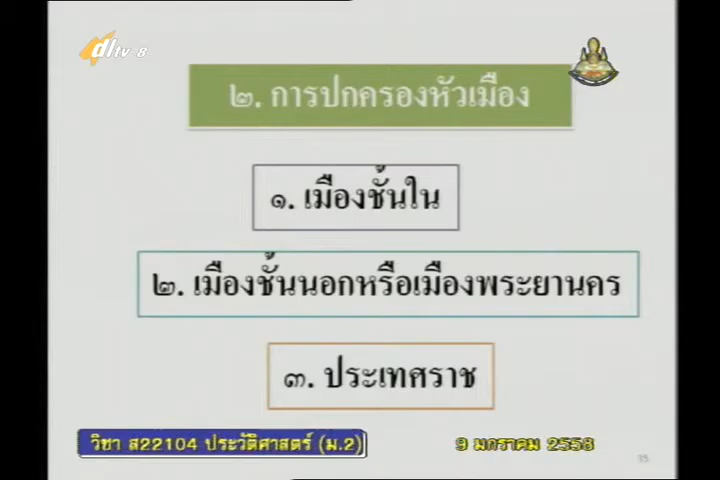 dltv 8
๒. การปกครองหัวเมือง
๑. เมืองชั้นใน
๒. เมืองชั้นนอกหรือเมืองพระยานคร
๓. ประเทศราช
วิชา ส22104 ประวัติศาสตร์ (ม.2)
9 มกราคม 2558
35